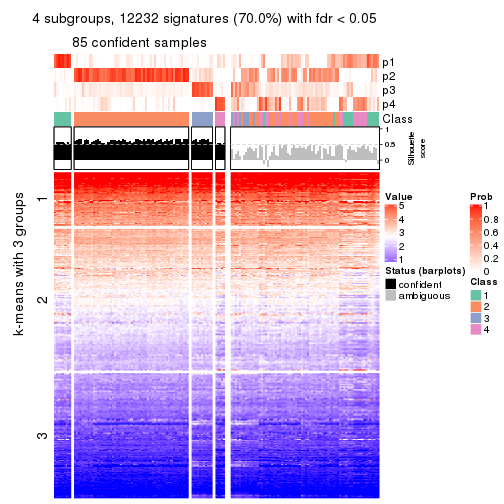 4 subgroups, 12232 signatures (70.0%) with fdr < 0.05
85 confident samples
p1
p2
p3
p4
Class
1
0.5
0
Silhouette
score
k-means with 3 groups
1
2
3
Value
5
4
3
2
1
Status (barplots)
confident
ambiguous
Prob
1
0.8
0.6
0.4
0.2
0
Class
1
2
3
4